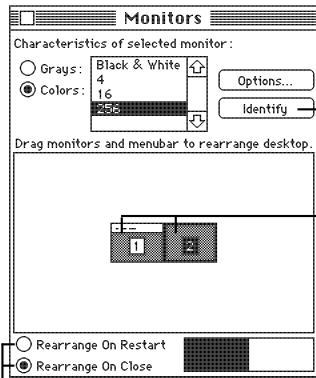 Monitors
Characteristics of selected monitor:
Grays:
Colors:
Black & White
4
16
256
Options...
Identify
Drag monitors and menubar to rearrange desktop.
1
2
Rearrange On Restart
Rearrange On Close